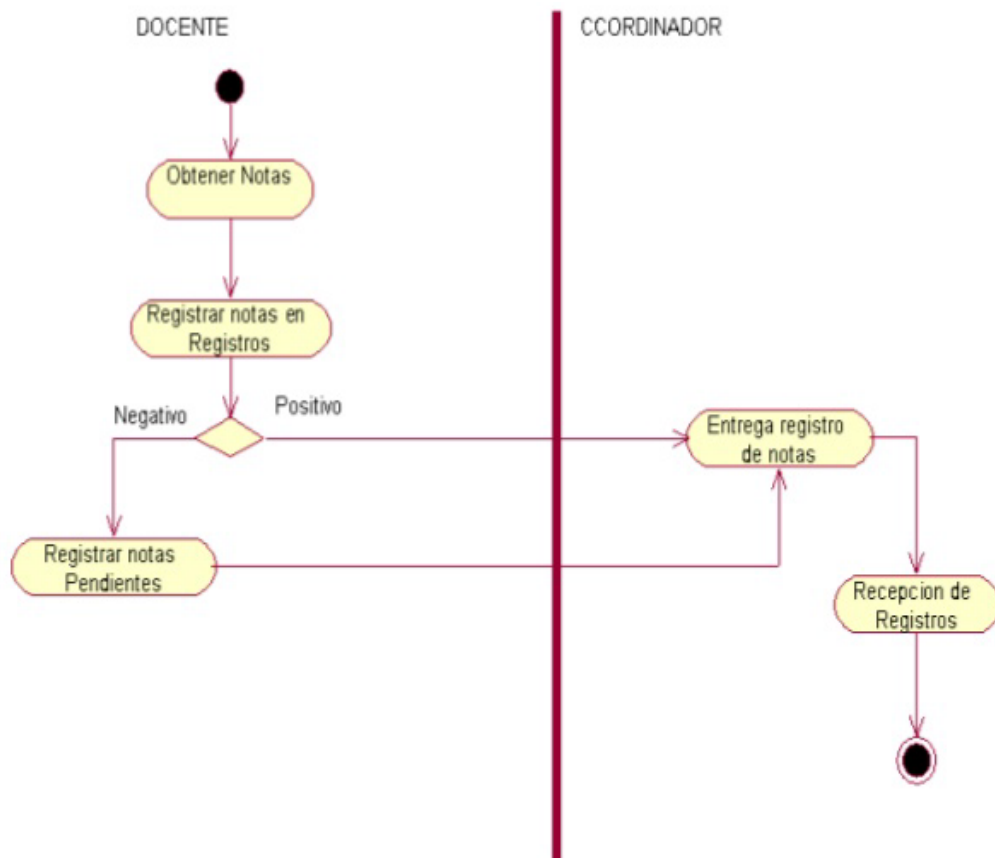 DOCENTE
CCORDINADOR
Obtener Notas
Registrar notas en
Registros
Negativo
Positivo
Entrega registro
de notas
Registrar notas
Pendientes
Recepcion de
Registros